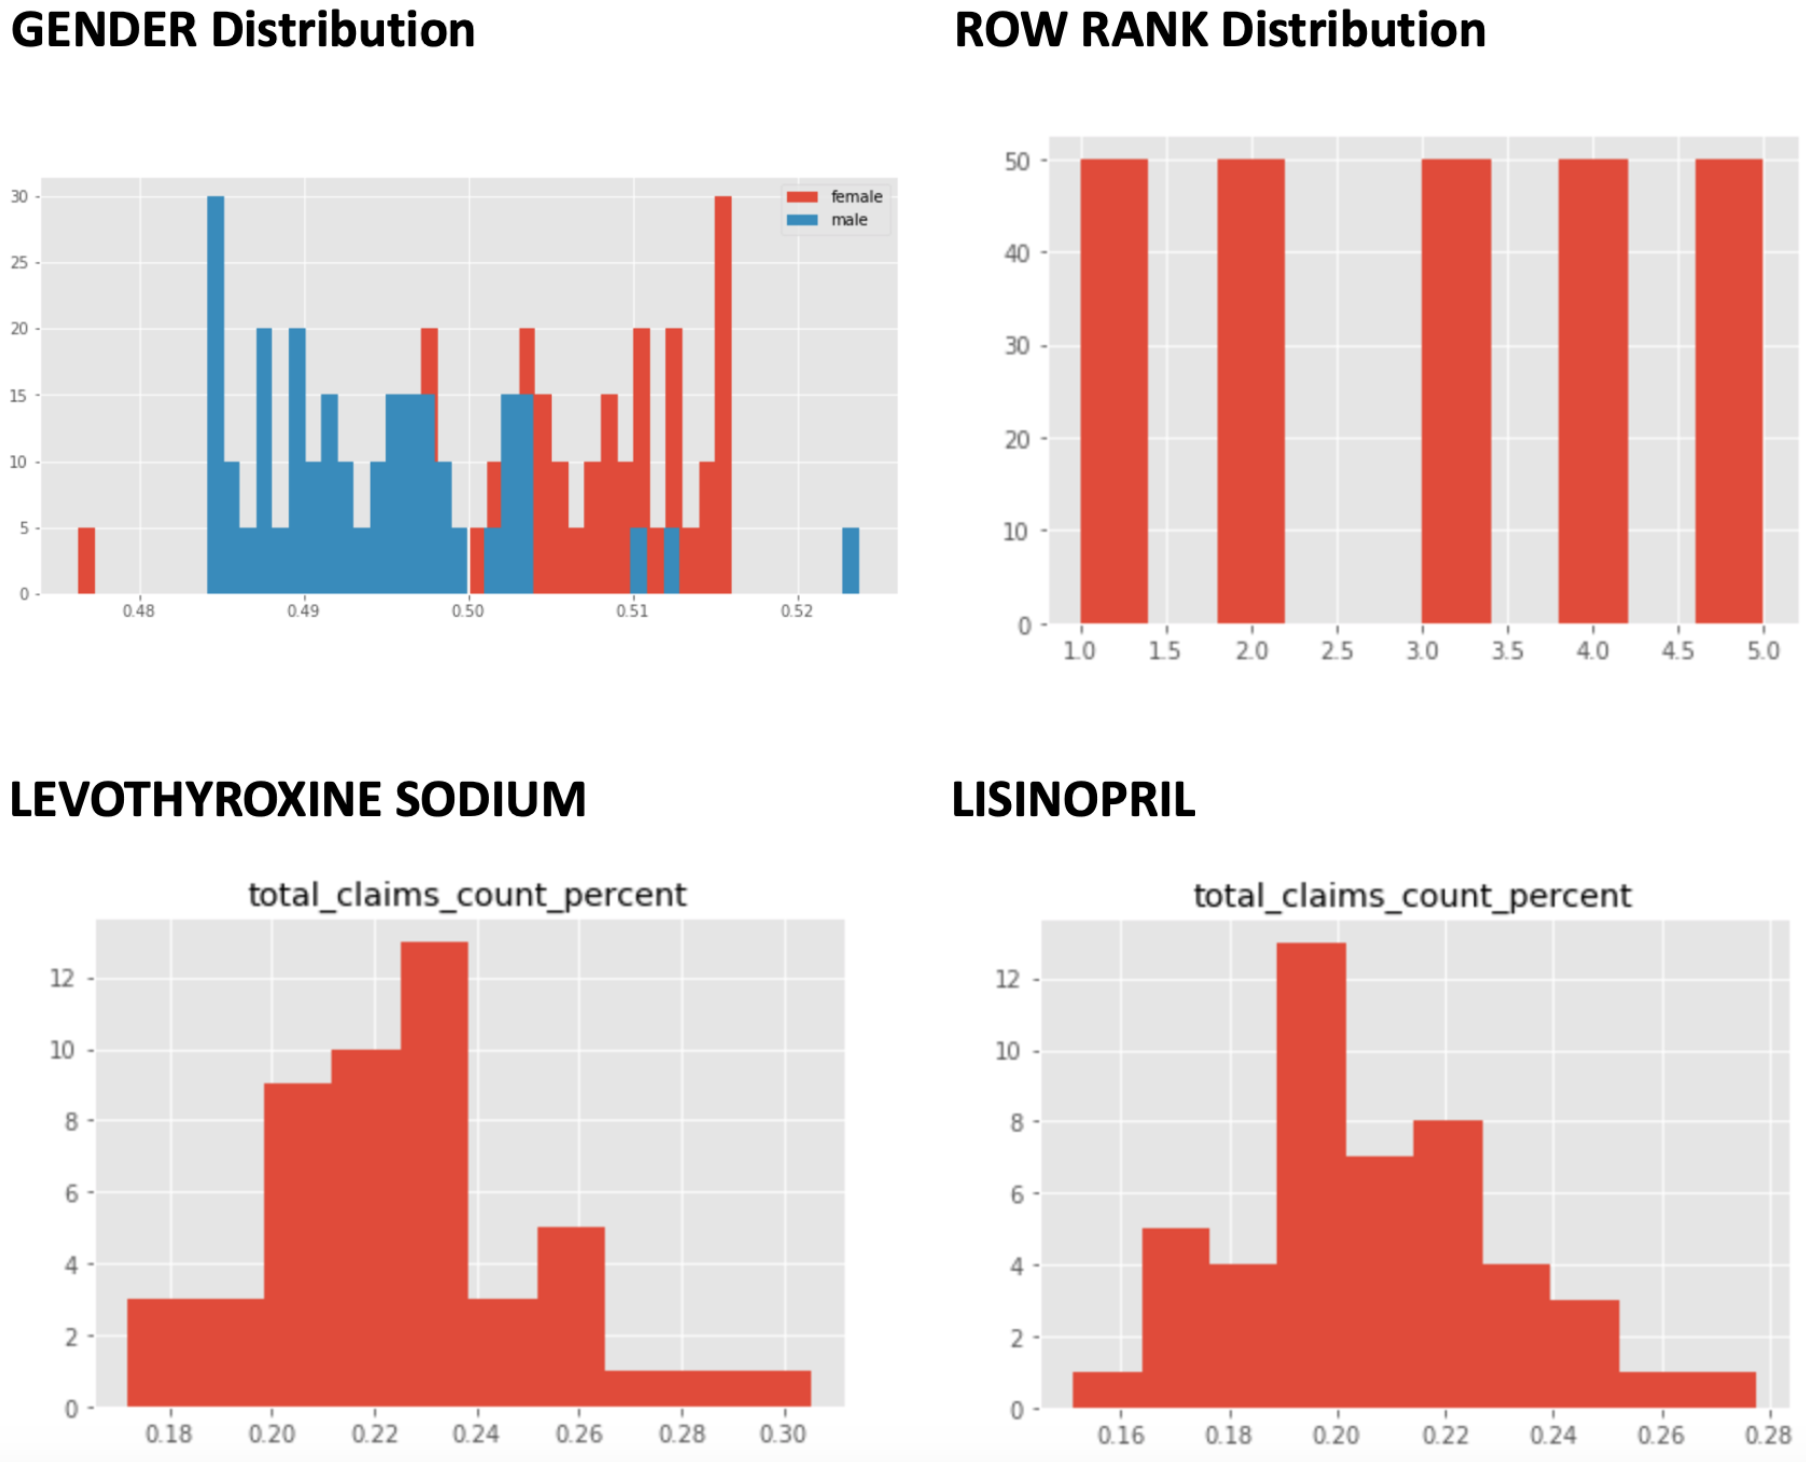 GENDER Distribution
30
25
20
15
10
5
0
female
male
0.48 0.49 0.50 0.51 0.52
ROW RANK Distribution
50
40
30
20
10
0
1.0 1.5 2.0 2.5 3.0 3.5 4.0 4.5 5.0
LEVOTHYROXINE SODIUM
total_claims_count_percent
12
10
8
6
4
2
0
0.18 0.20 0.22 0.24 0.26 0.28 0.30
LISINOPRIL
total_claims_count_percent
12
10
8
6
4
2
0
0.16 0.18 0.20 0.22 0.24 0.26 0.28